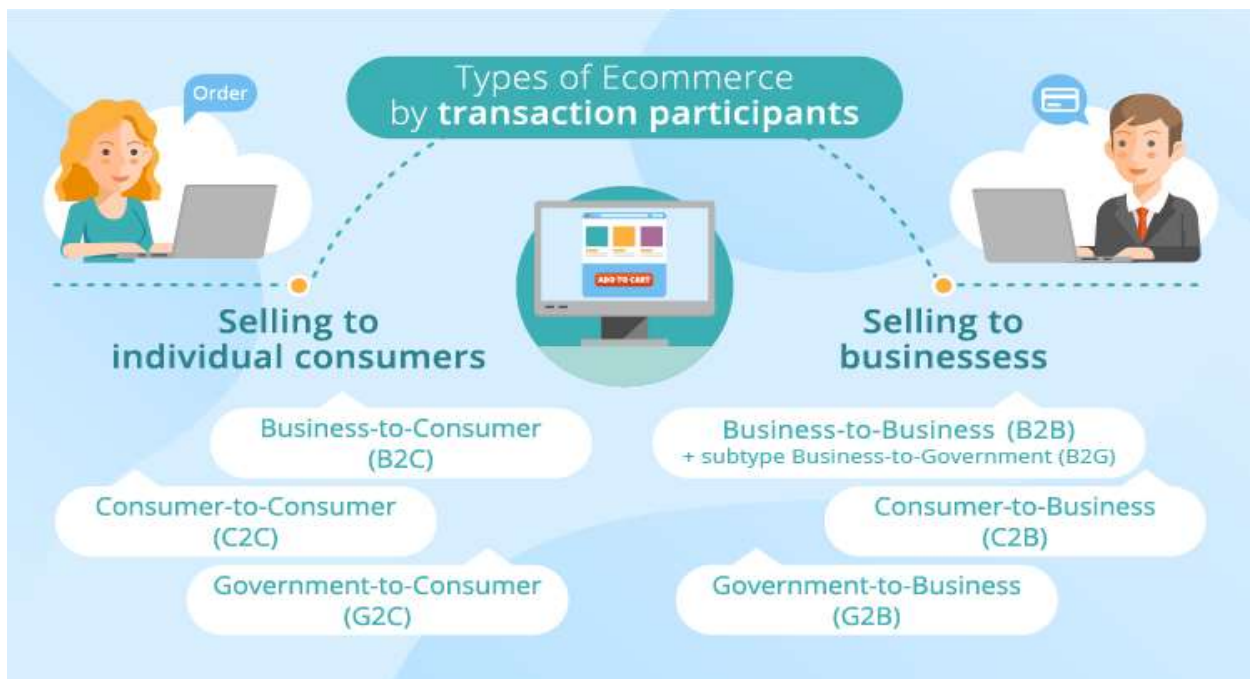 Types of Ecommerce
by transaction participants
Order
ADD TO CART
Selling to
individual consumers
Business-to-Consumer
(B2C)
Consumer-to-Consumer
(C2C)
Government-to-Consumer
(G2C)
Selling to
businessess
Business-to-Business (B2B)
+ subtype Business-to-Government (B2G)
Consumer-to-Business
(C2B)
Government-to-Business
(G2B)